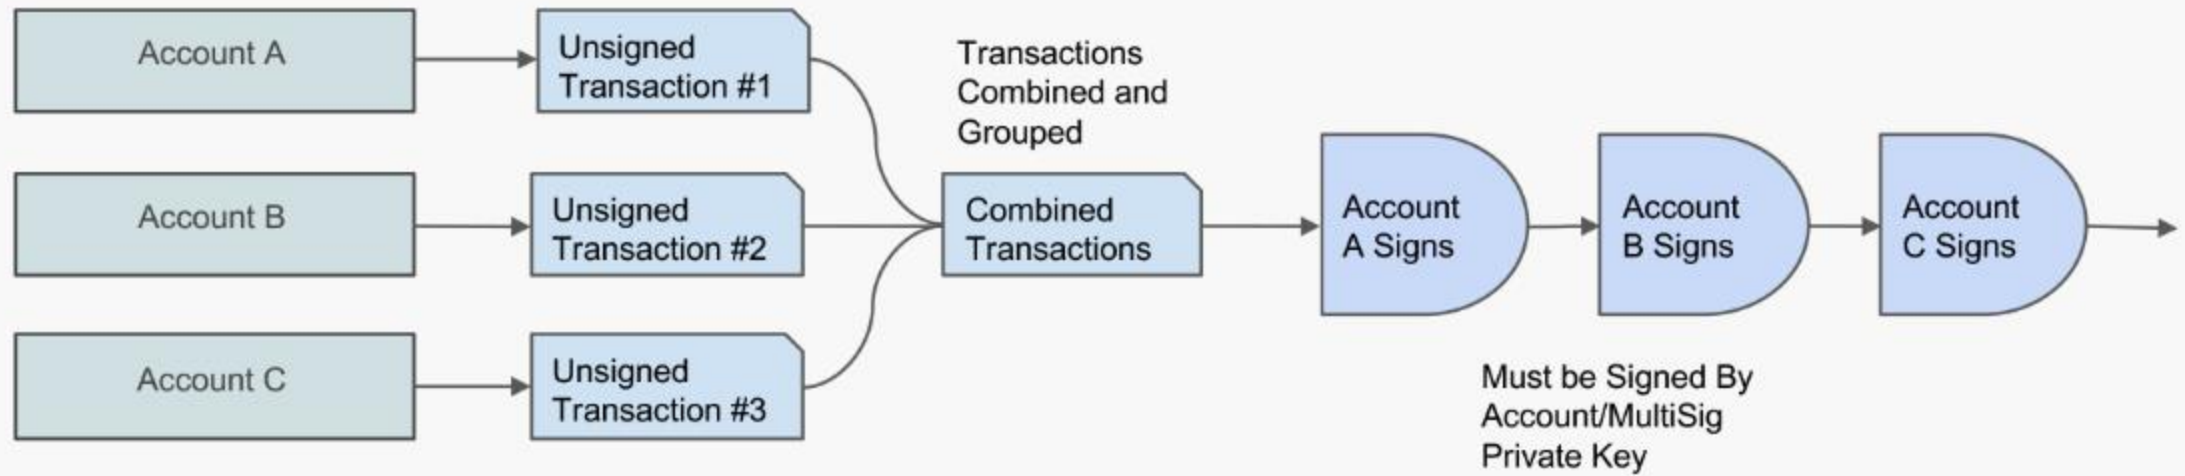 Account A
Unsigned
Transaction #1
Account B
Unsigned
Transaction #2
Account C
Unsigned
Transaction #3
Transactions
Combined and
Grouped
Combined
Transactions
Account
A Signs
Account
B Signs
Account
C Signs
Must be Signed By
Account/MultiSig
Private Key